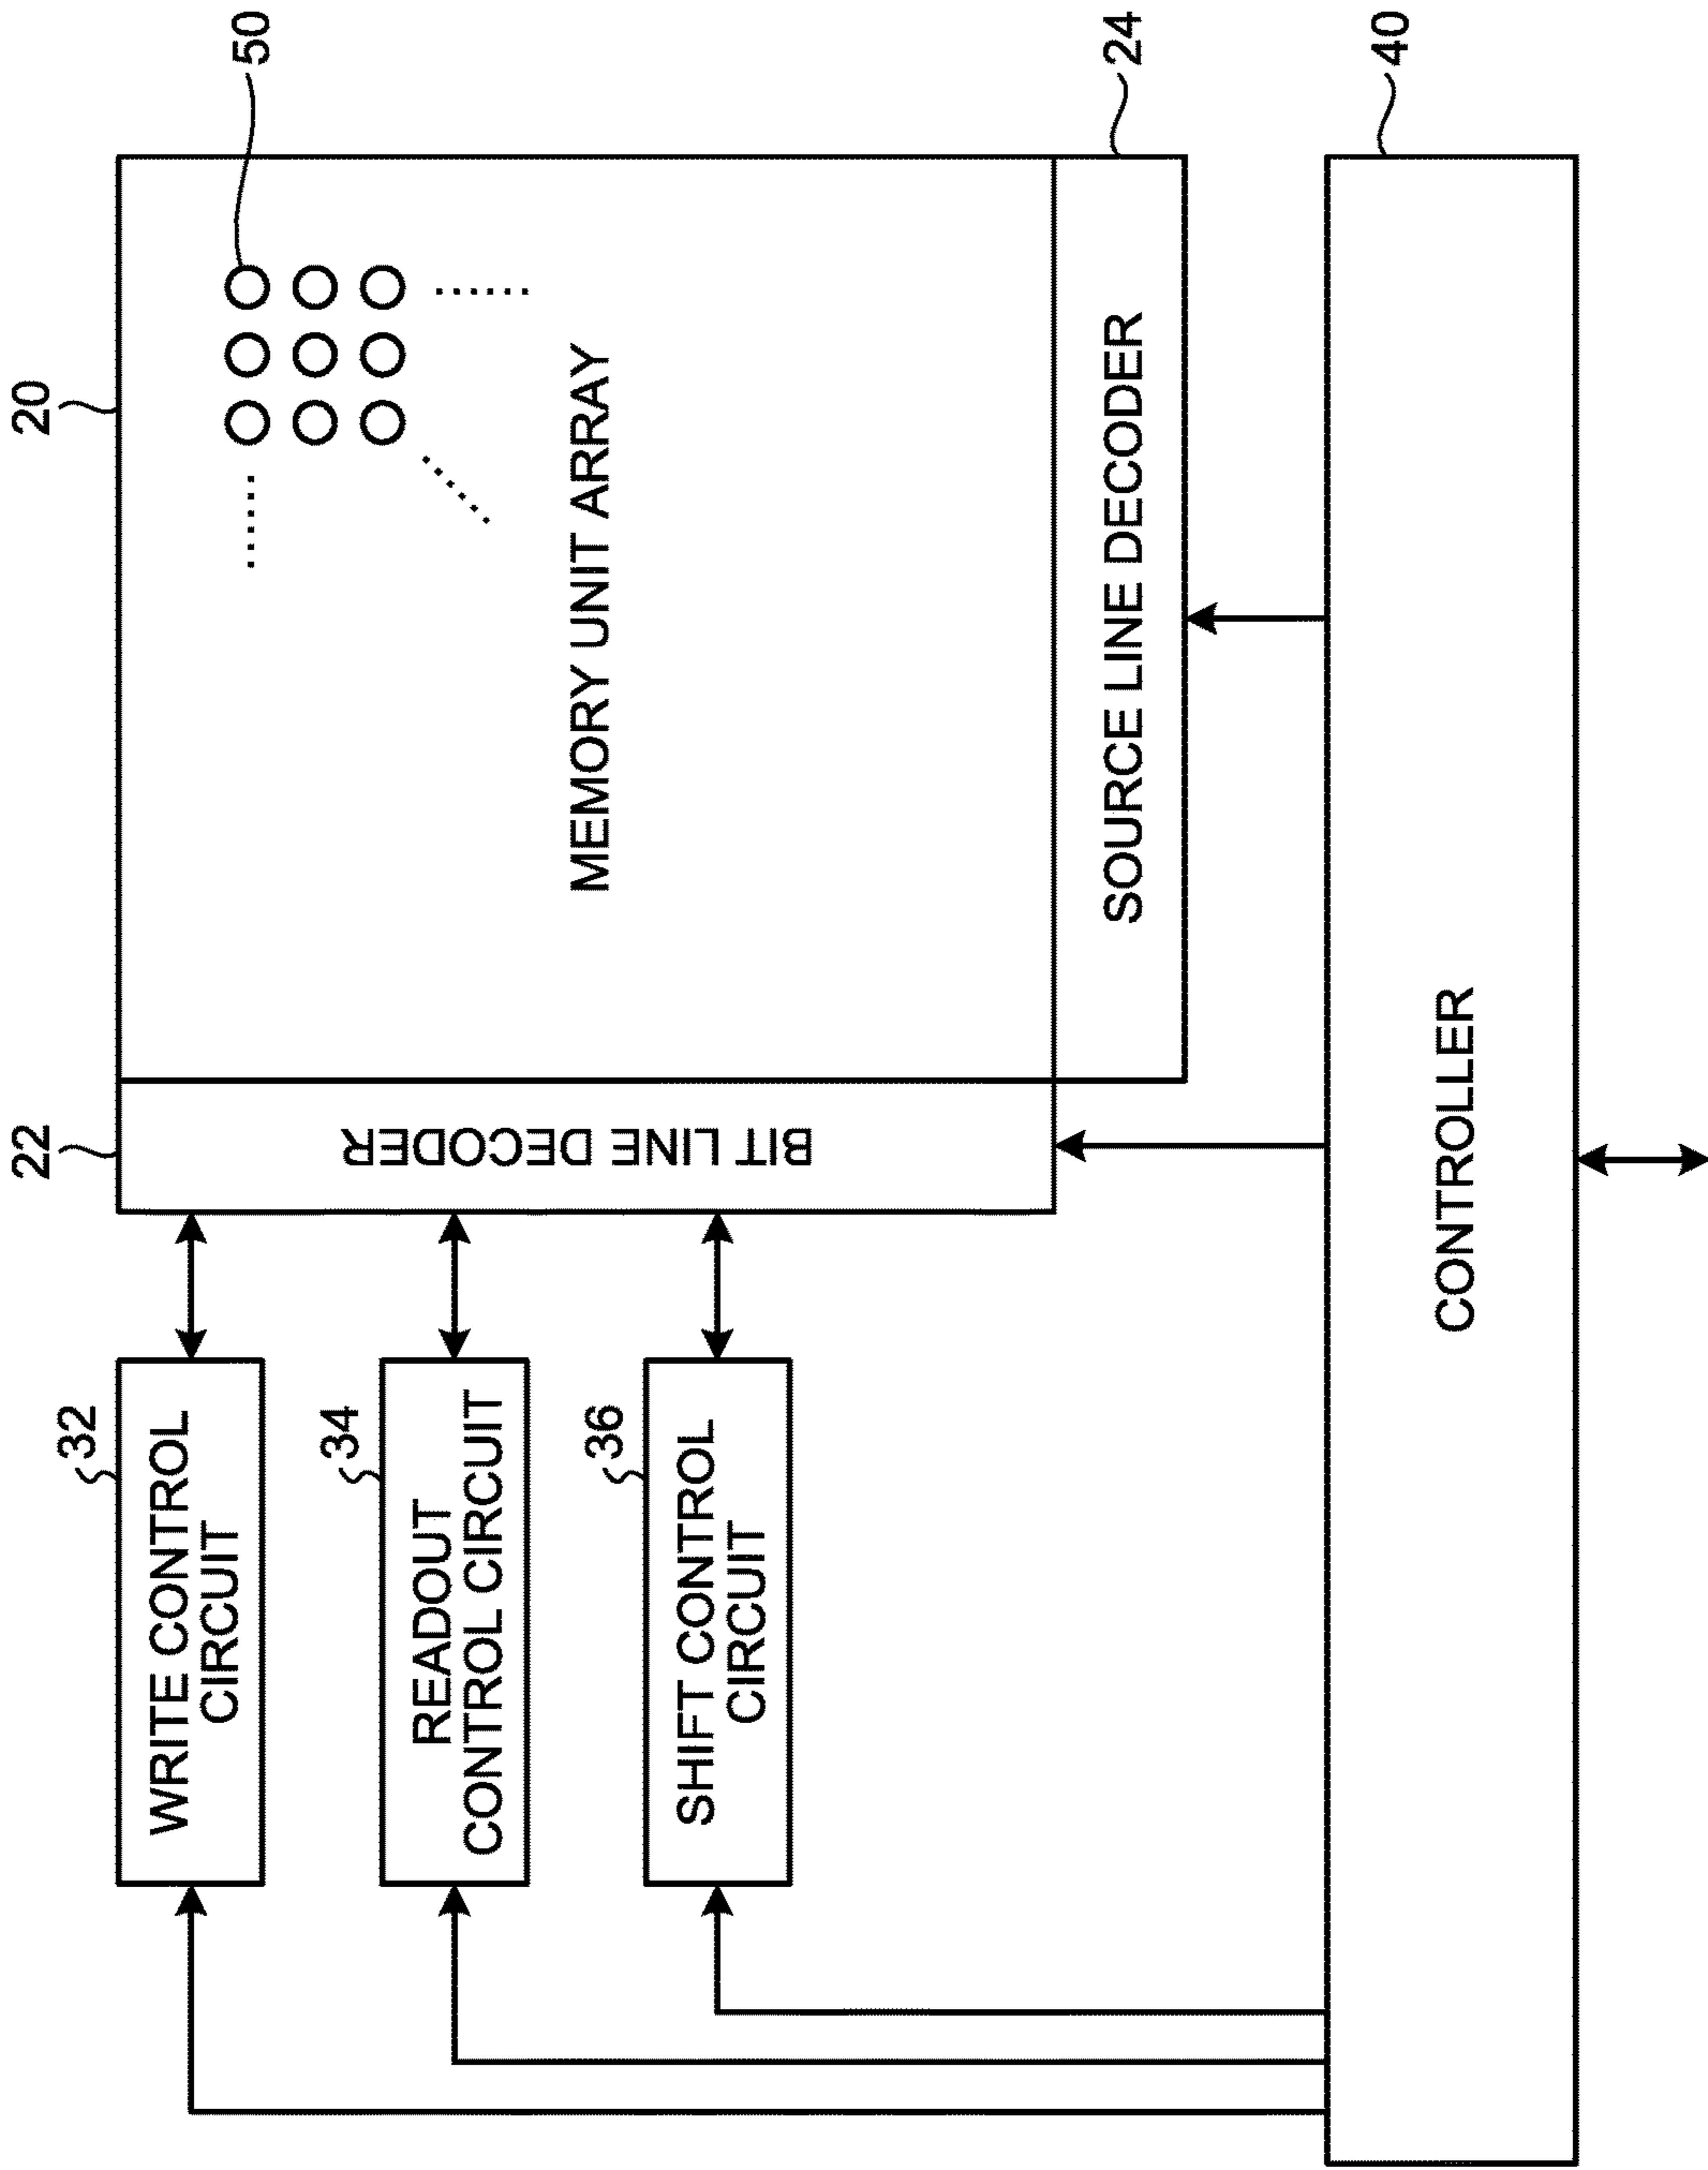 22
20
32
WRITE CONTROL
CIRCUIT
50
34
READOUT
CONTROL CIRCUIT
BIT LINE DECODER
MEMORY UNIT ARRAY
36
SHIFT CONTROL
CIRCUIT
SOURCE LINE DECODER
24
40
CONTROLLER